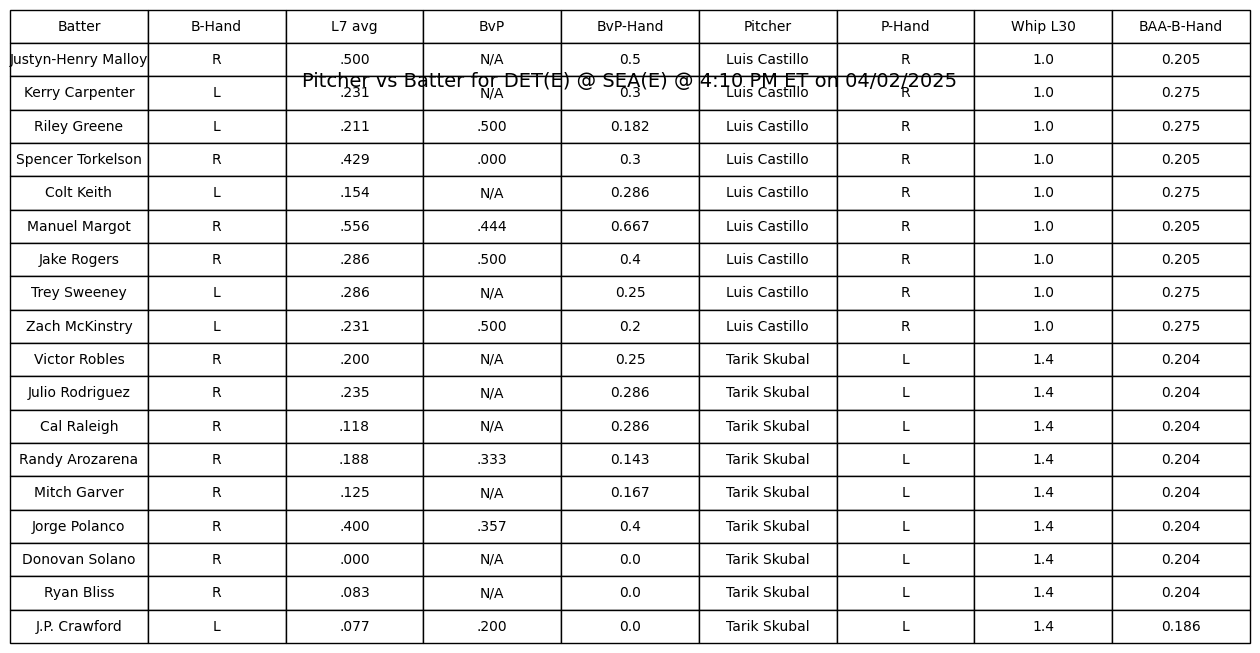 Batter B-Hand L7 avg BvP BvP-Hand Pitcher P-Hand Whip L30 BAA-B-Hand
Justyn-Henry Malloy R .500 N/A 0.5 Luis Castillo R 1.0 0.205
Pitcher vs Batter for DET(E) @ SEA(E) @ 4:10 PM ET on 04/02/2025
Kerry Carpenter L .231 N/A 0.3 Luis Castillo R 1.0 0.275
Riley Greene L .211 .500 0.182 Luis Castillo R 1.0 0.275
Spencer Torkelson R .429 .000 0.3 Luis Castillo R 1.0 0.205
Colt Keith L .154 N/A 0.286 Luis Castillo R 1.0 0.275
Manuel Margot R .556 .444 0.667 Luis Castillo R 1.0 0.205
Jake Rogers R .286 .500 0.4 Luis Castillo R 1.0 0.205
Trey Sweeney L .286 N/A 0.25 Luis Castillo R 1.0 0.275
Zach McKinstry L .231 .500 0.2 Luis Castillo R 1.0 0.275
Victor Robles R .200 N/A 0.25 Tarik Skubal L 1.4 0.204
Julio Rodriguez R .235 N/A 0.286 Tarik Skubal L 1.4 0.204
Cal Raleigh R .118 N/A 0.286 Tarik Skubal L 1.4 0.204
Randy Arozarena R .188 .333 0.143 Tarik Skubal L 1.4 0.204
Mitch Garver R .125 N/A 0.167 Tarik Skubal L 1.4 0.204
Jorge Polanco R .400 .357 0.4 Tarik Skubal L 1.4 0.204
Donovan Solano R .000 N/A 0.0 Tarik Skubal L 1.4 0.204
Ryan Bliss R .083 N/A 0.0 Tarik Skubal L 1.4 0.204
J.P. Crawford L .077 .200 0.0 Tarik Skubal L 1.4 0.186